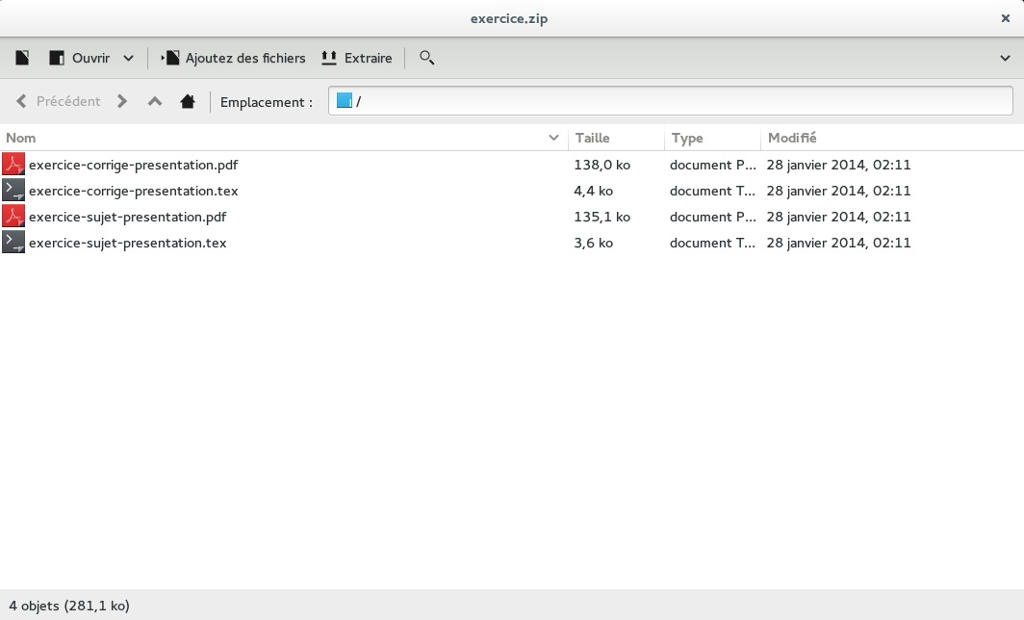 exercice.zip
Ouvrir Ajoutez des fichiers Extraire
Précédent Emplacement : /
Nom Taille Type Modifié
exercice-corrige-presentation.pdf 138,0 ko document P... 28 janvier 2014, 02:11
exercice-corrige-presentation.tex 4,4 ko document T... 28 janvier 2014, 02:11
exercice-sujet-presentation.pdf 135,1 ko document P... 28 janvier 2014, 02:11
exercice-sujet-presentation.tex 3,6 ko document T... 28 janvier 2014, 02:11
4 objets (281,1 ko)